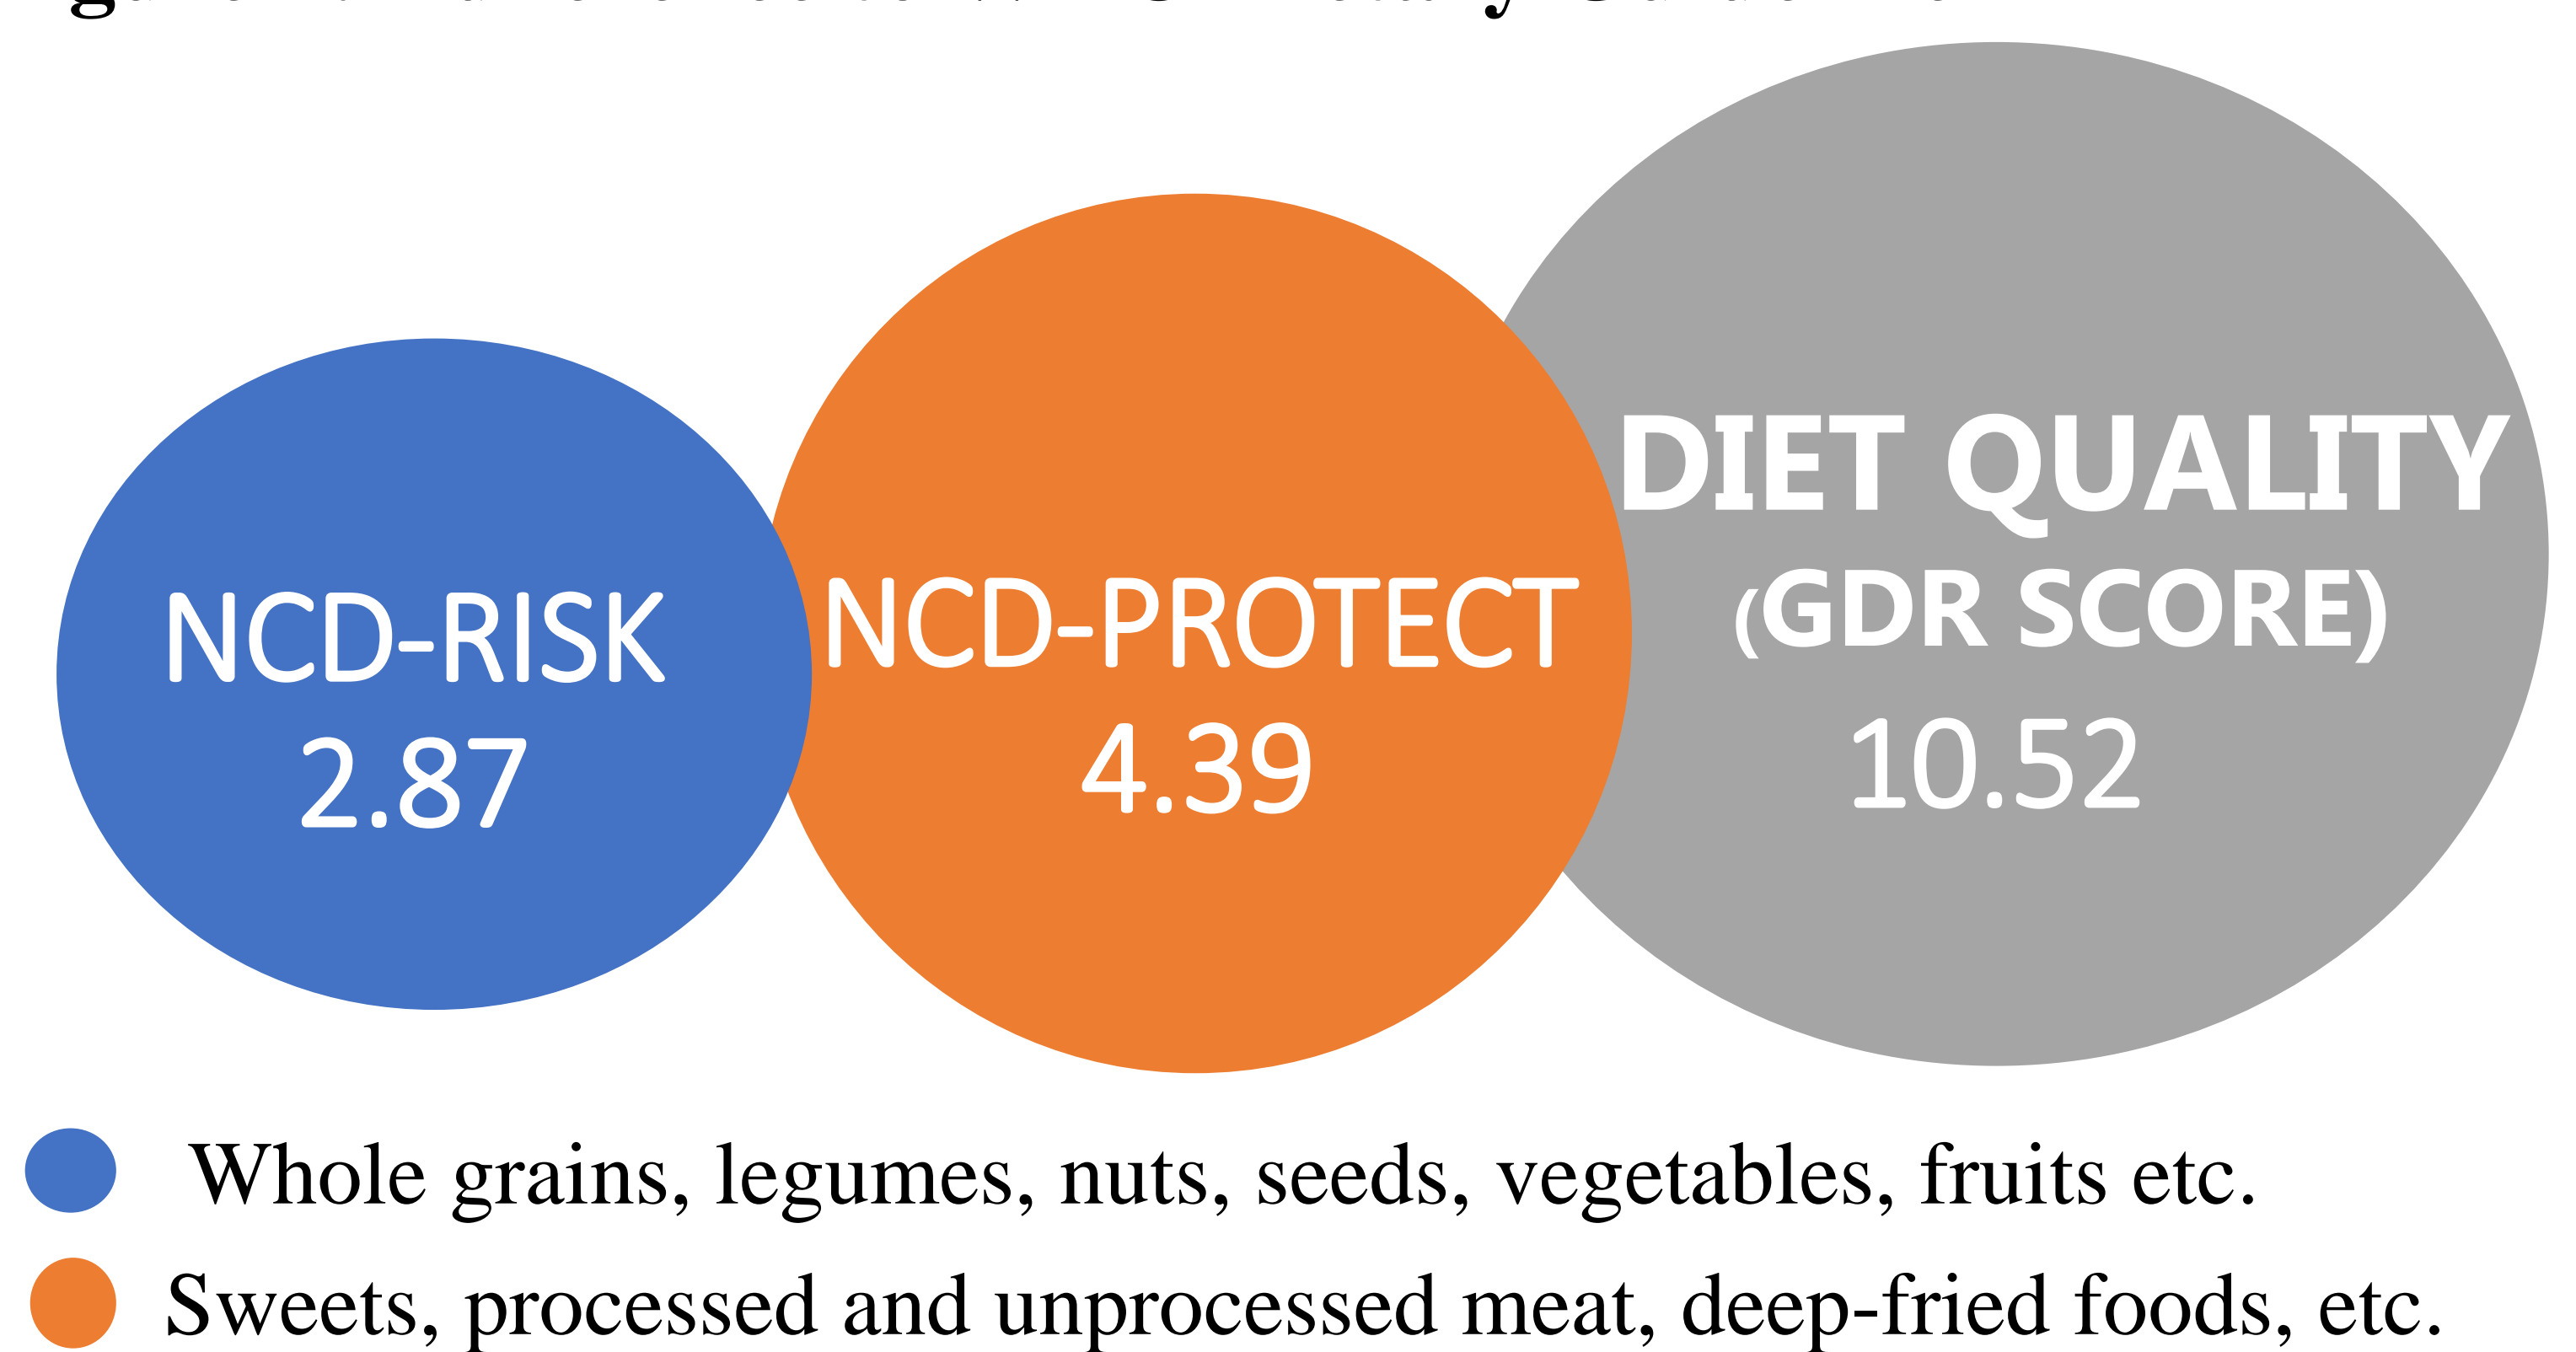 NCD-RISK
2.87
NCD-PROTECT
4.39
DIET QUALITY
(GDR SCORE)
10.52
Whole grains, legumes, nuts, seeds, vegetables, fruits etc.
Sweets, processed and unprocessed meat, deep-fried foods, etc.